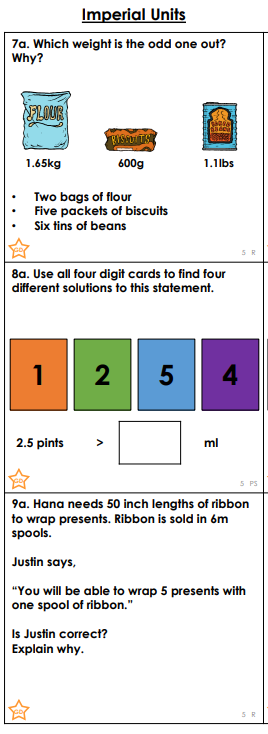 Imperial Units
7a. Which weight is the odd one out?
Why?
FLOUR
BISCUITS
1.65kg 600g 1.1lbs
• Two bags of flour
• Five packets of biscuits
• Six tins of beans
GD
5 R
8a. Use all four digit cards to find four
different solutions to this statement.
1 2 5 4
2.5 pints > ml
GD
5 PS
9a. Hana needs 50 inch lengths of ribbon
to wrap presents. Ribbon is sold in 6m
spools.
Justin says,
“You will be able to wrap 5 presents with
one spool of ribbon.”
Is Justin correct?
Explain why.
GD
5 R